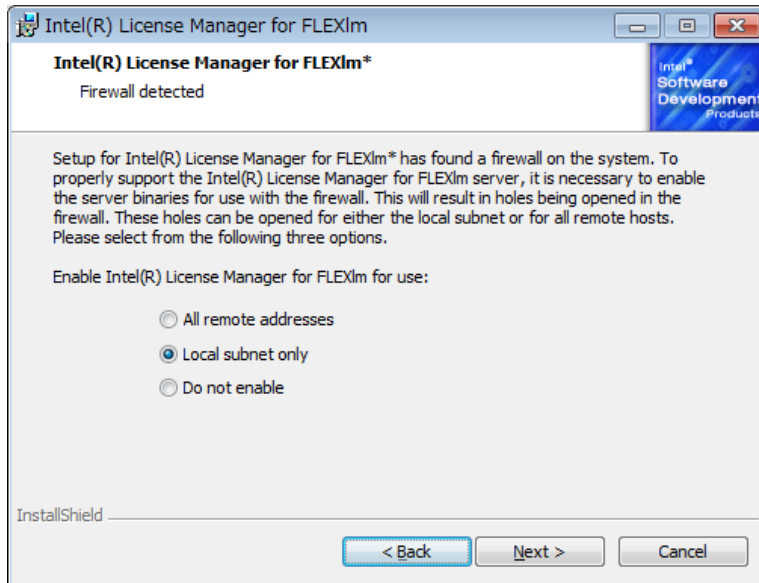 Intel(R) License Manager for FLEXlm
Intel(R) License Manager for FLEXlm*
Firewall detected
Intel®
Software
Development
Products
Setup for Intel(R) License Manager for FLEXlm* has found a firewall on the system. To
properly support the Intel(R) License Manager for FLEXlm server, it is necessary to enable
the server binaries for use with the firewall. This will result in holes being opened in the
firewall. These holes can be opened for either the local subnet or for all remote hosts.
Please select from the following three options.
Enable Intel(R) License Manager for FLEXlm for use:
All remote addresses
Local subnet only
Do not enable
InstallShield
< Back
Next >
Cancel